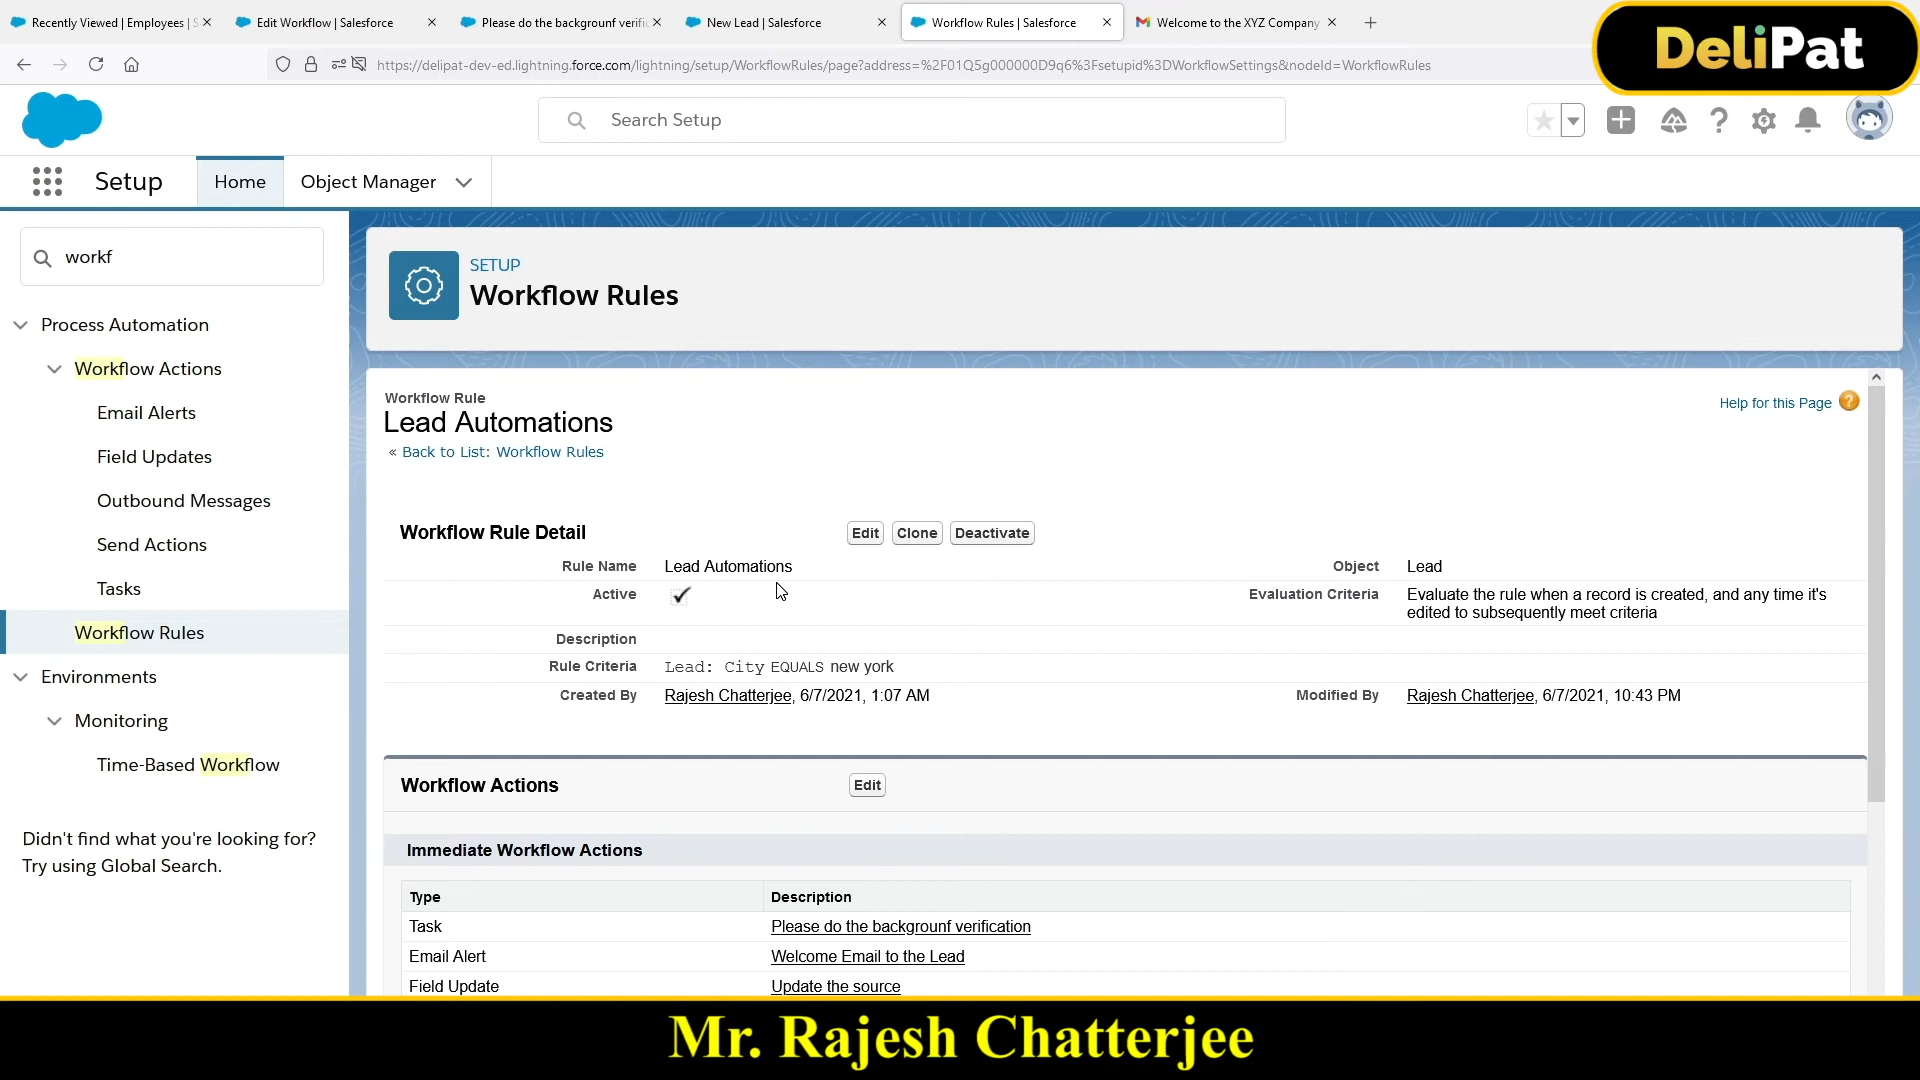 Recently Viewed | Employees | S
Edit Workflow | Salesforce
Please do the backgrounf verific
New Lead | Salesforce
Workflow Rules | Salesforce
Welcome to the XYZ Company
https://delipat-dev-ed.lightning.force.com/lightning/setup/WorkflowRules/page?address=%2F01Q5g000000D9q6%3Fsetupid%3DWorkflowSettings&nodeId=WorkflowRules
DeliPat
Search Setup
Setup
Home
Object Manager
workf
Process Automation
Workflow Actions
Email Alerts
Field Updates
Outbound Messages
Send Actions
Tasks
Workflow Rules
Environments
Monitoring
Time-Based Workflow
Didn't find what you're looking for?
Try using Global Search.
SETUP
Workflow Rules
Workflow Rule
Lead Automations
« Back to List: Workflow Rules
Help for this Page
Workflow Rule Detail
Edit Clone Deactivate
Rule Name Lead Automations Object Lead
Active Evaluation Criteria Evaluate the rule when a record is created, and any time it's
edited to subsequently meet criteria
Description
Rule Criteria Lead: City EQUALS new york
Created By Rajesh Chatterjee, 6/7/2021, 1:07 AM Modified By Rajesh Chatterjee, 6/7/2021, 10:43 PM
Workflow Actions Edit
Immediate Workflow Actions
Type Description
Task Please do the backgrounf verification
Email Alert Welcome Email to the Lead
Field Update Update the source
Mr. Rajesh Chatterjee